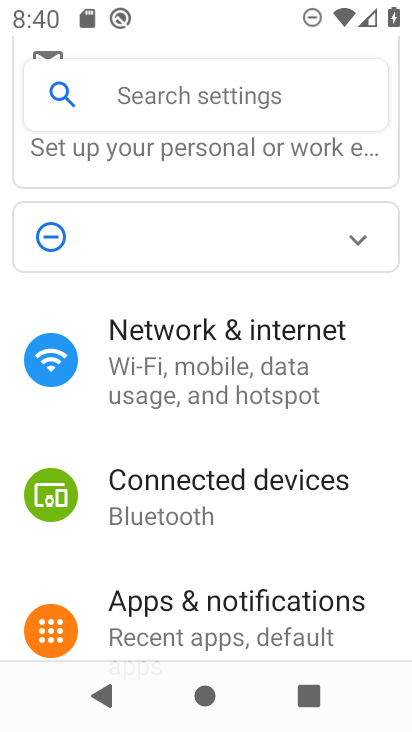 8:40
Search settings
Set up your personal or work e...
Network & internet
Wi-Fi, mobile, data
usage, and hotspot
Connected devices
Bluetooth
Apps & notifications
Recent apps, default
apps